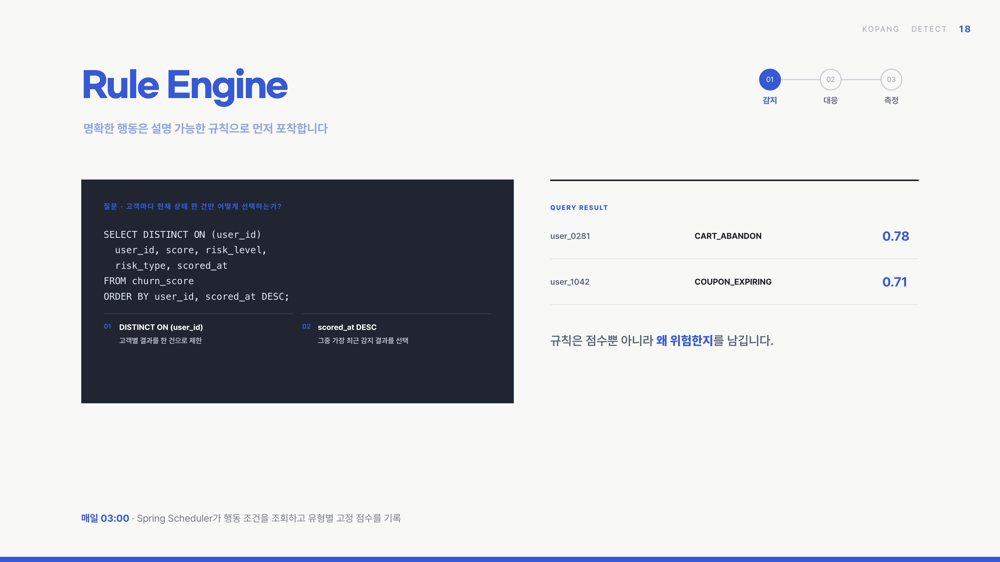 KOPANG DETECT 18
Rule Engine
명확한 행동은 설명 가능한 규칙으로 먼저 포착합니다
01 02 03
감지 대응 측정
질문 · 고객마다 현재 상태 한 건만 어떻게 선택하는가?
SELECT DISTINCT ON (user_id)
  user_id, score, risk_level,
  risk_type, scored_at
FROM churn_score
ORDER BY user_id, scored_at DESC;
01 DISTINCT ON (user_id)
고객별 결과를 한 건으로 제한
02 scored_at DESC
그중 가장 최근 감지 결과를 선택
QUERY RESULT
user_0281 CART_ABANDON 0.78
user_1042 COUPON_EXPIRING 0.71
규칙은 점수뿐 아니라 왜 위험한지를 남깁니다.
매일 03:00 · Spring Scheduler가 행동 조건을 조회하고 유형별 고정 점수를 기록